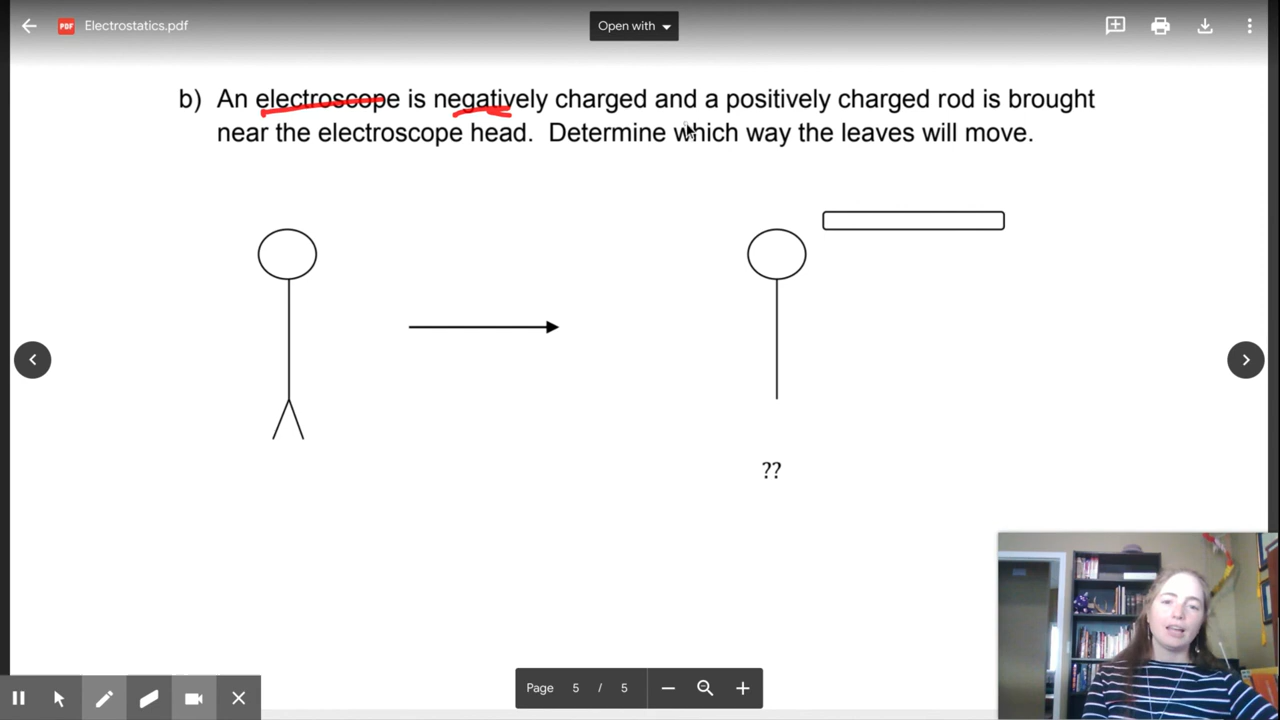 PDF Electrostatics.pdf
Open with
b) An electroscope is negatively charged and a positively charged rod is brought
near the electroscope head. Determine which way the leaves will move.
??
Page 5 / 5